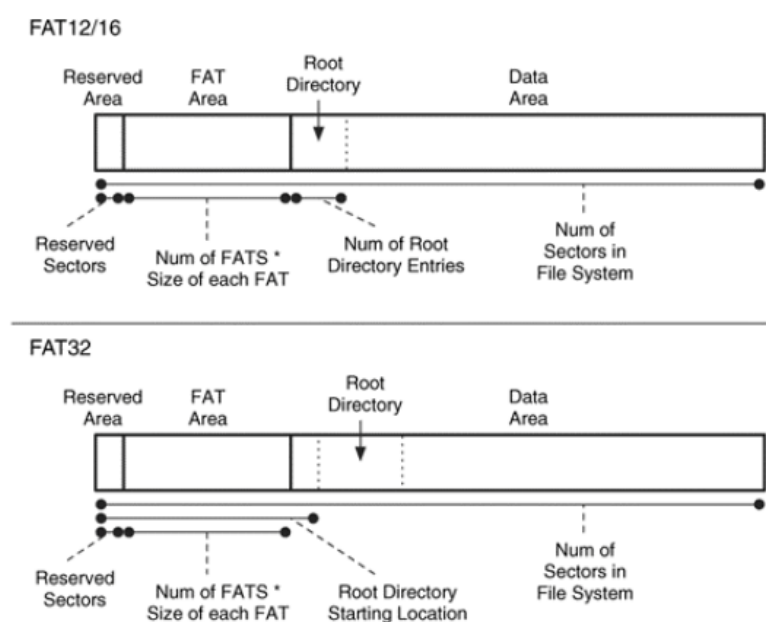 FAT12/16
Reserved
Area
FAT
Area
Root
Directory
Data
Area
Reserved
Sectors
Num of FATS *
Size of each FAT
Num of Root
Directory Entries
Num of
Sectors in
File System
FAT32
Reserved
Area
FAT
Area
Root
Directory
Data
Area
Reserved
Sectors
Num of FATS *
Size of each FAT
Root Directory
Starting Location
Num of
Sectors in
File System